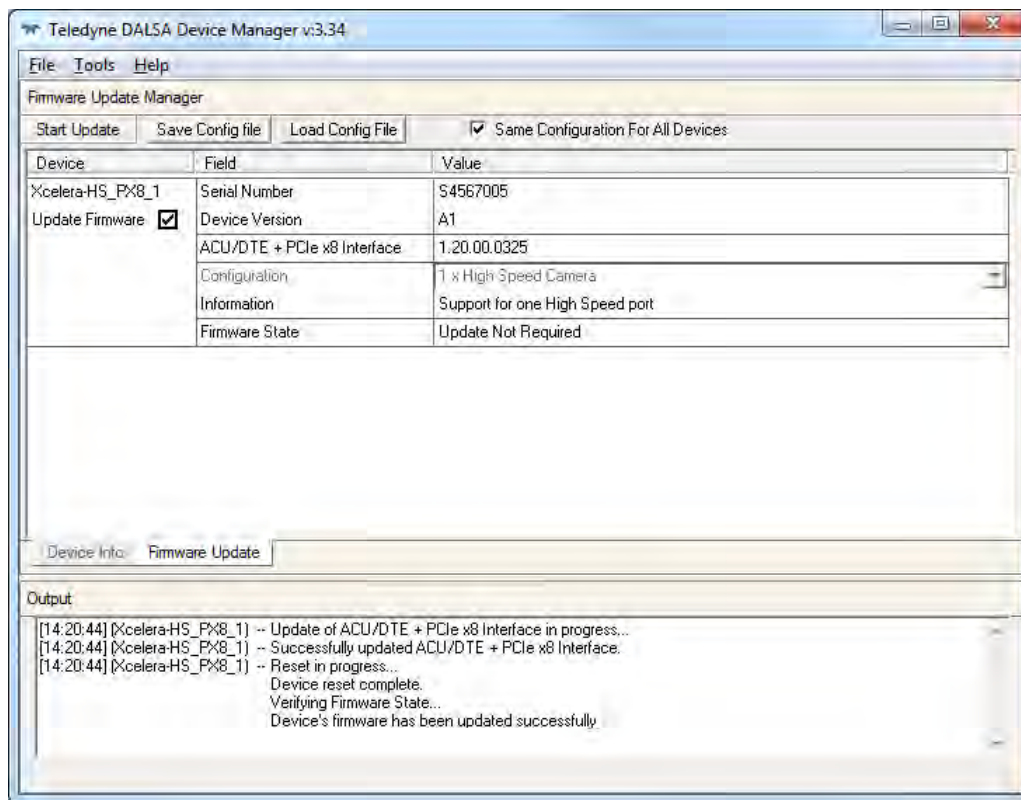 Teledyne DALSA Device Manager v:3.34
File Tools Help
Firmware Update Manager
Start Update Save Config file Load Config File Same Configuration For All Devices
Device Field Value
Xcelera-HS_PX8_1 Serial Number S4567005
Update Firmware Device Version A1
ACU/DTE + PCIe x8 Interface 1.20.00.0325
Configuration 1 x High Speed Camera
Information Support for one High Speed port
Firmware State Update Not Required
Device Info Firmware Update
Output
[14:20:44] (Xcelera-HS_PX8_1) -- Update of ACU/DTE + PCIe x8 Interface in progress...
[14:20:44] (Xcelera-HS_PX8_1) -- Successfully updated ACU/DTE + PCIe x8 Interface.
[14:20:44] (Xcelera-HS_PX8_1) -- Reset in progress...
Device reset complete.
Verifying Firmware State...
Device's firmware has been updated successfully